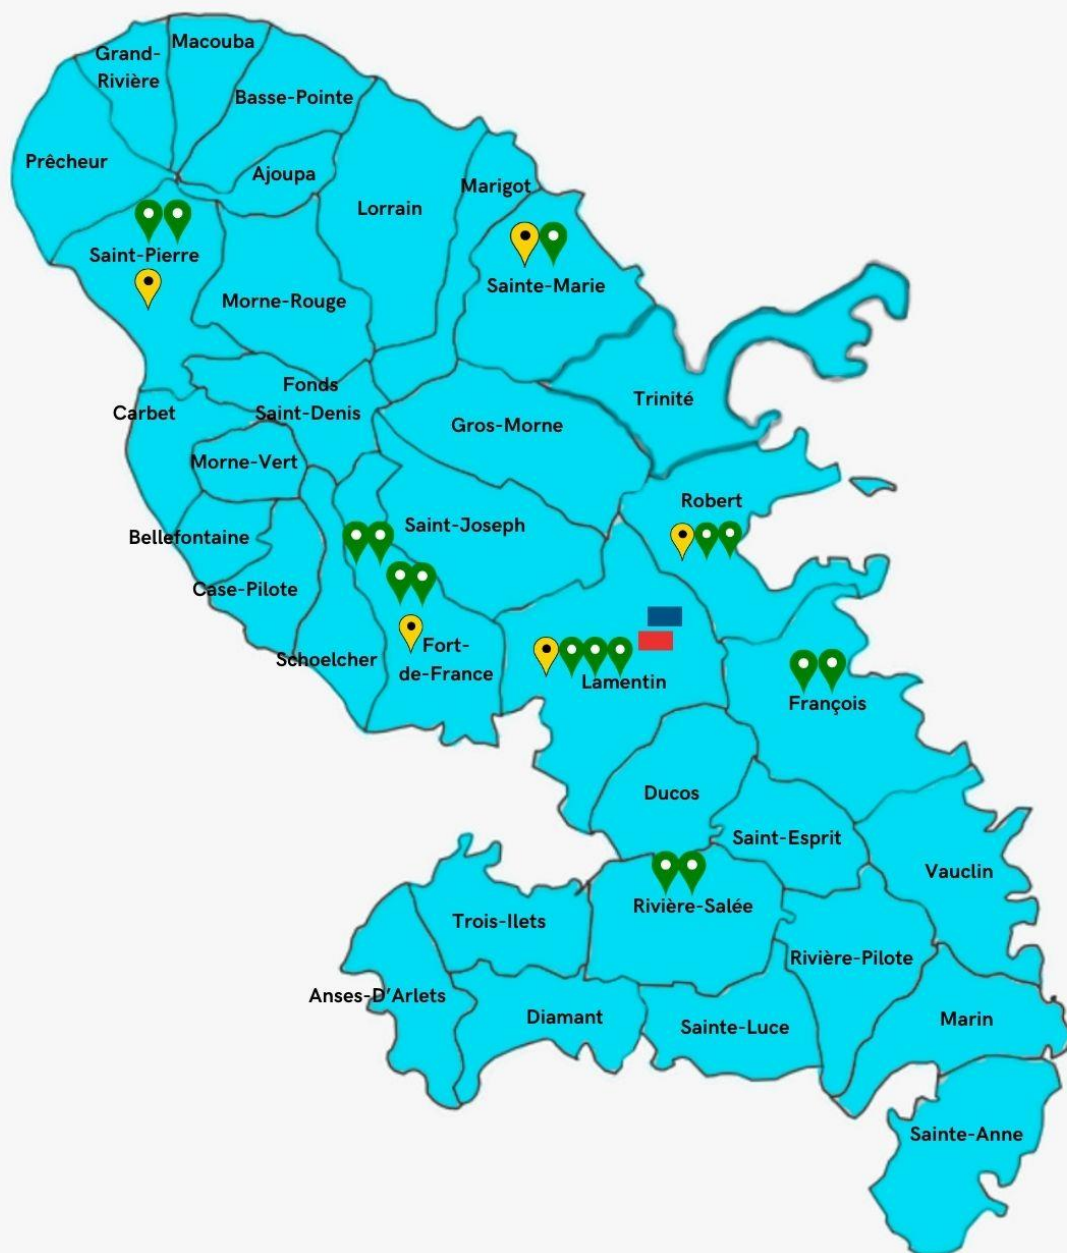 Macouba
Grand-
Rivière
Basse-Pointe
Prêcheur
Ajoupa
Marigot
Lorrain
Saint-Pierre
Sainte-Marie
Morne-Rouge
Fonds
Saint-Denis
Trinité
Carbet
Gros-Morne
Morne-Vert
Robert
Saint-Joseph
Bellefontaine
Case-Pilote
Fort-
de-France
Schoelcher
Lamentin
François
Ducos
Saint-Esprit
Vauclin
Rivière-Salée
Trois-Ilets
Rivière-Pilote
Anses-D'Arlets
Diamant
Sainte-Luce
Marin
Sainte-Anne